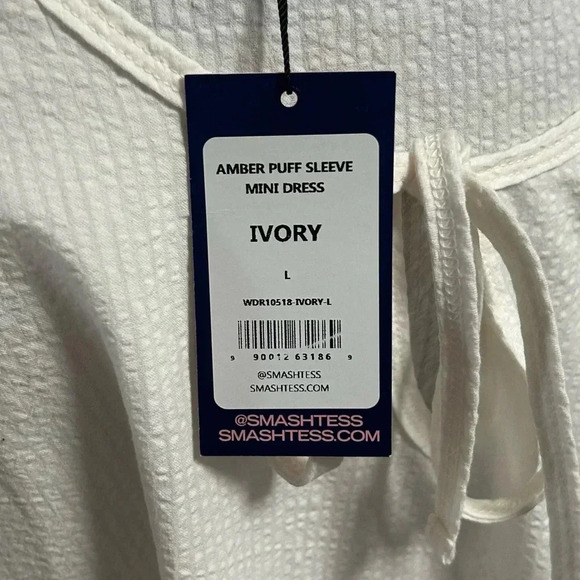 AMBER PUFF SLEEVE
MINI DRESS
IVORY
L
WDR10518-IVORY-L
9 90012 63186 9
@SMASHTESS
SMASHTESS.COM
@SMASHTESS
SMASHTESS.COM